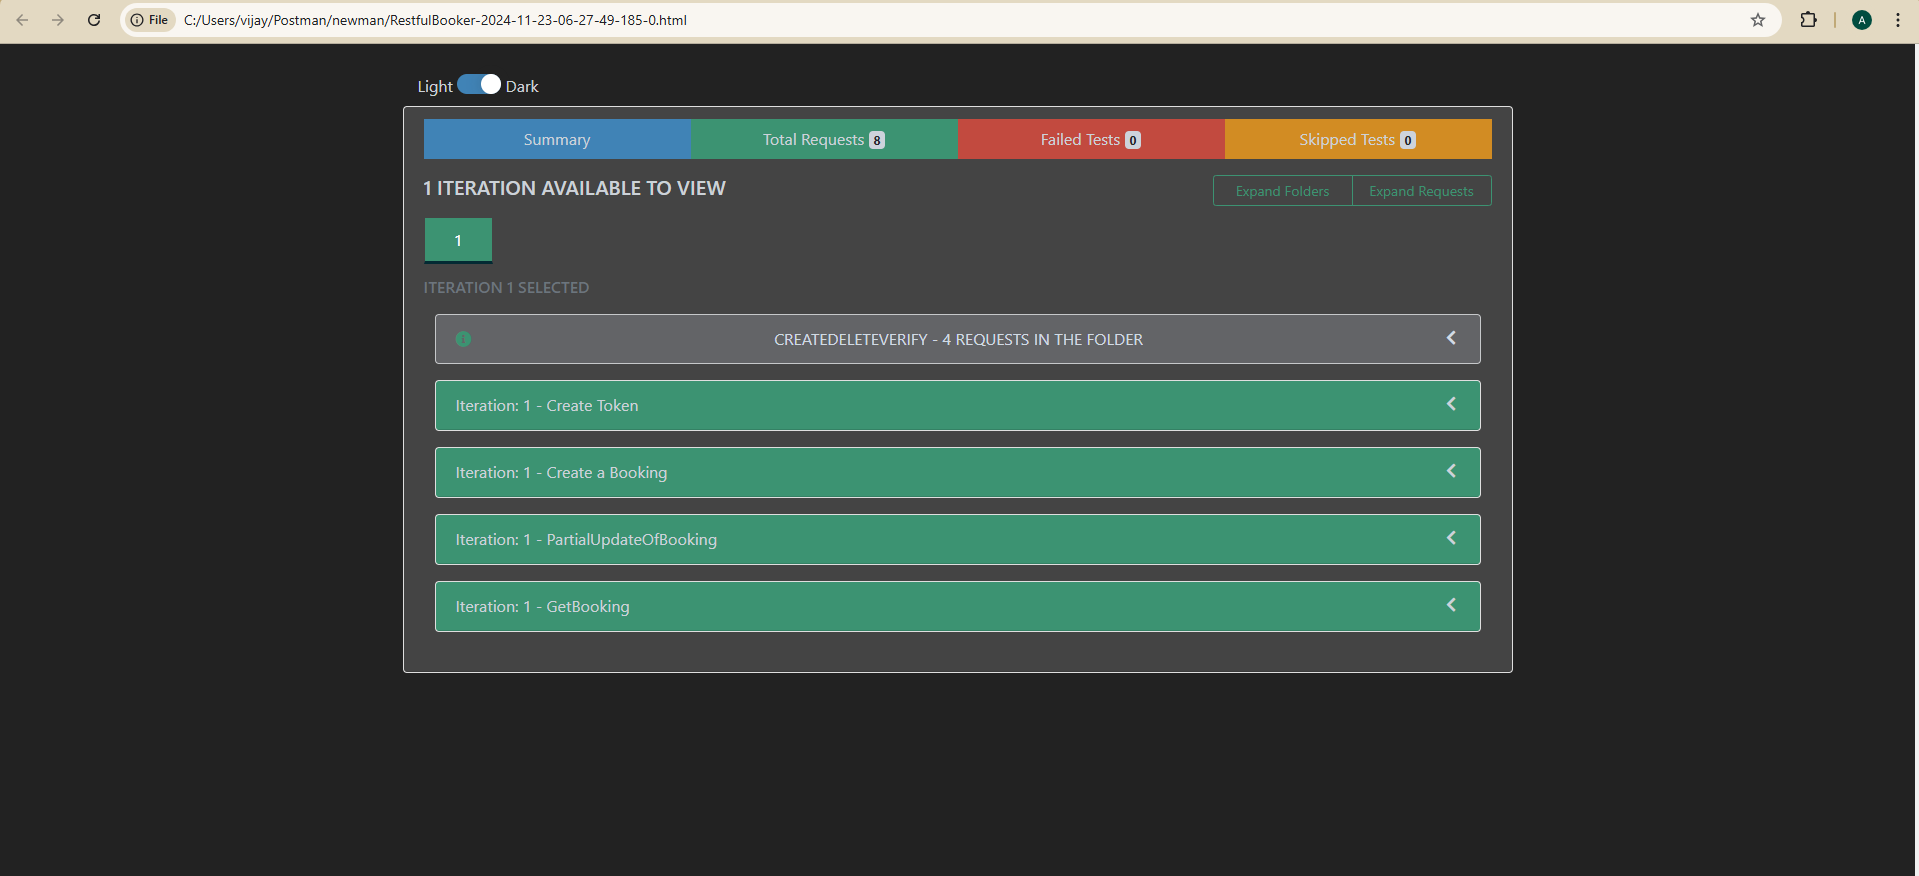 File C:/Users/vijay/Postman/newman/RestfulBooker-2024-11-23-06-27-49-185-0.html A
Light Dark
Summary Total Requests 8 Failed Tests 0 Skipped Tests 0
1 ITERATION AVAILABLE TO VIEW Expand Folders Expand Requests
1
ITERATION 1 SELECTED
CREATEDELETEVERIFY - 4 REQUESTS IN THE FOLDER
Iteration: 1 - Create Token
Iteration: 1 - Create a Booking
Iteration: 1 - PartialUpdateOfBooking
Iteration: 1 - GetBooking